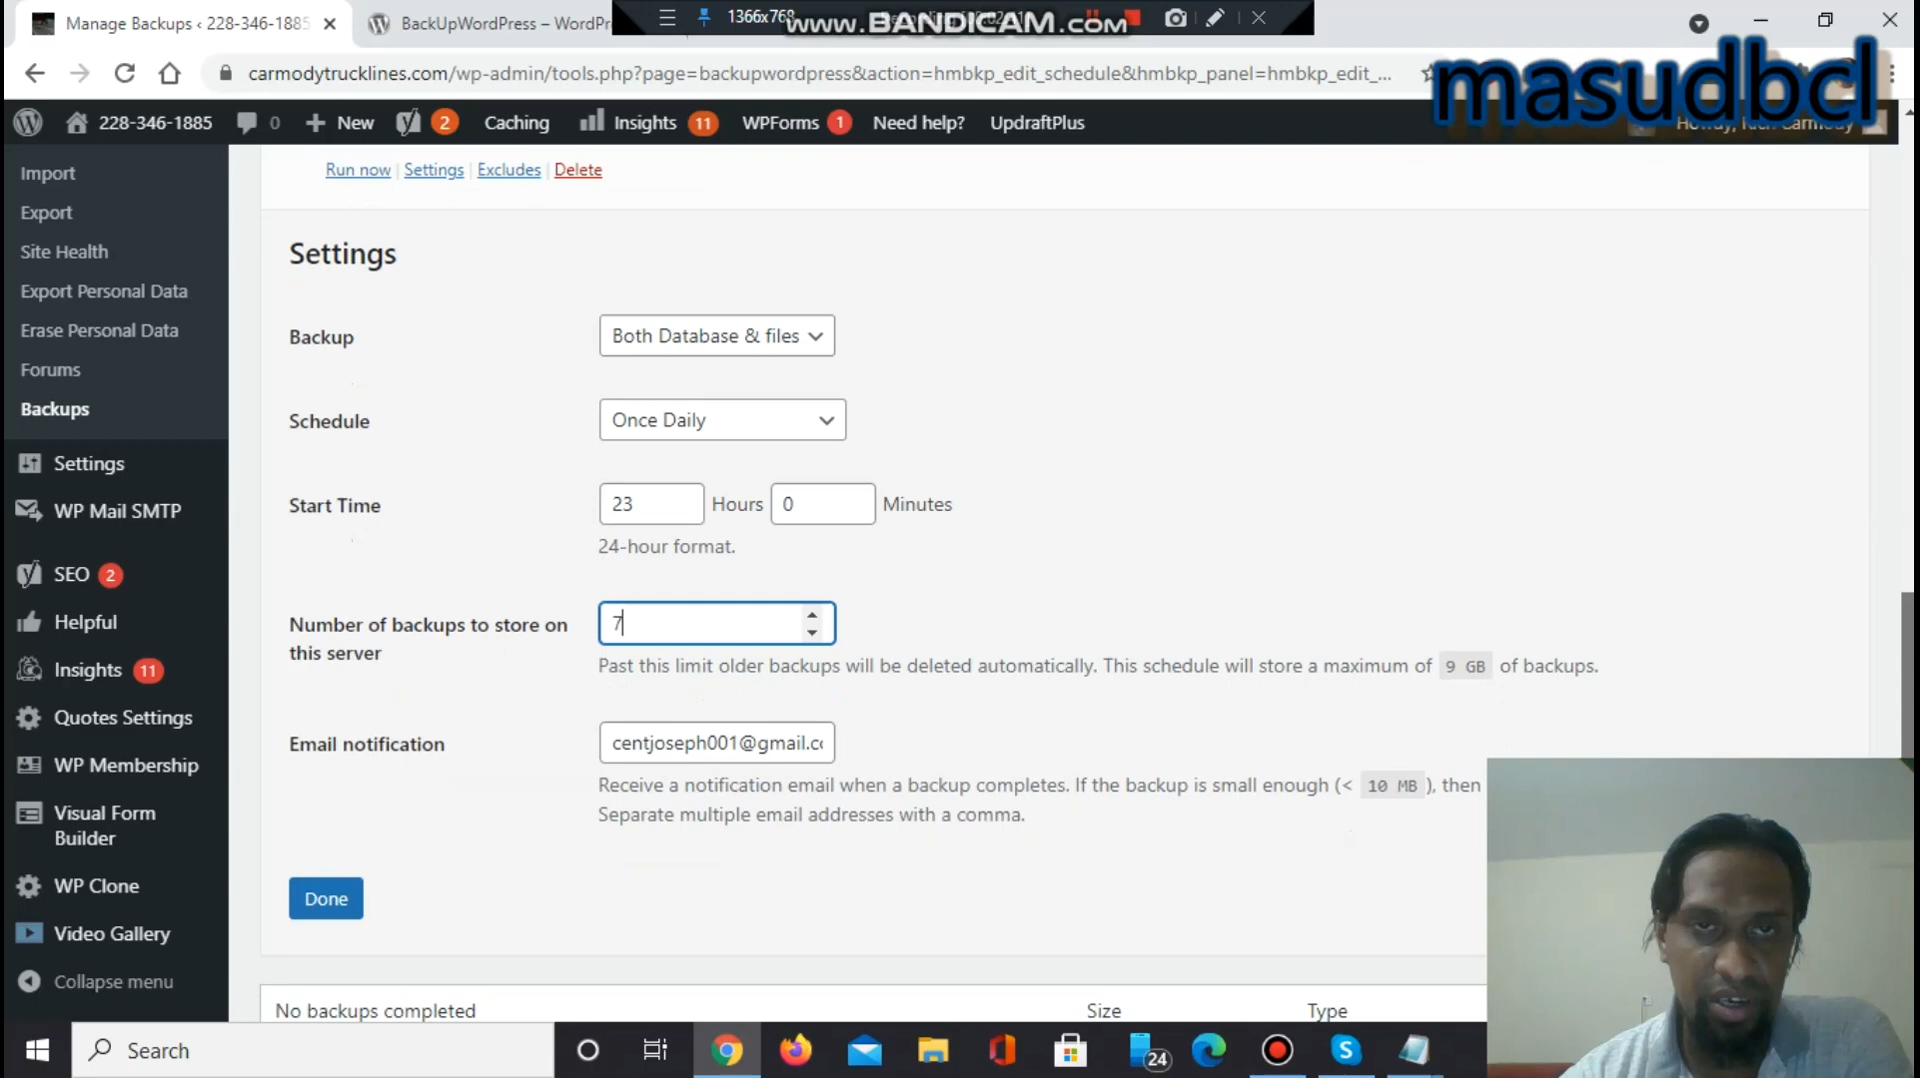 Manage Backups ‹ 228-346-1885
BackUpWordPress – WordPre
1366x768
www.BANDICAM.com
masudbcl
carmodytrucklines.com/wp-admin/tools.php?page=backupwordpress&action=hmbkp_edit_schedule&hmbkp_panel=hmbkp_edit_...
228-346-1885
0
New
2
Caching
Insights 11
WPForms 1
Need help?
UpdraftPlus
Howdy, Rich Carmody
Import
Export
Site Health
Export Personal Data
Erase Personal Data
Forums
Backups
Settings
WP Mail SMTP
SEO 2
Helpful
Insights 11
Quotes Settings
WP Membership
Visual Form
Builder
WP Clone
Video Gallery
Collapse menu
Run now | Settings | Excludes | Delete
Settings
Backup
Both Database & files
Schedule
Once Daily
Start Time
23 Hours 0 Minutes
24-hour format.
Number of backups to store on
this server
7
Past this limit older backups will be deleted automatically. This schedule will store a maximum of 9 GB of backups.
Email notification
centjoseph001@gmail.co
Receive a notification email when a backup completes. If the backup is small enough (< 10 MB), then
Separate multiple email addresses with a comma.
Done
No backups completed
Size
Type
Search
24